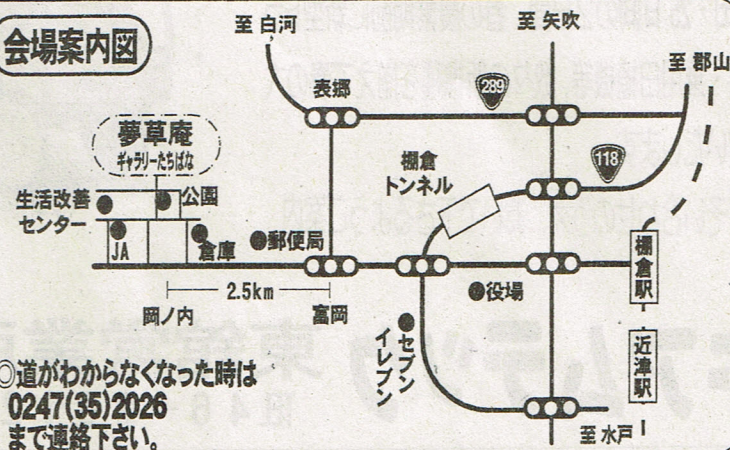 会場案内図
至 白河
至 矢吹
至 郡山
表郷
289
118
夢草庵
ギャラリーたちばな
棚倉
トンネル
生活改善
センター
公園
JA
倉庫
郵便局
棚倉駅
役場
2.5km
岡ノ内
富岡
セブン
イレブン
近津駅
至 水戸
◎道がわからなくなった時は
0247(35)2026
まで連絡下さい。